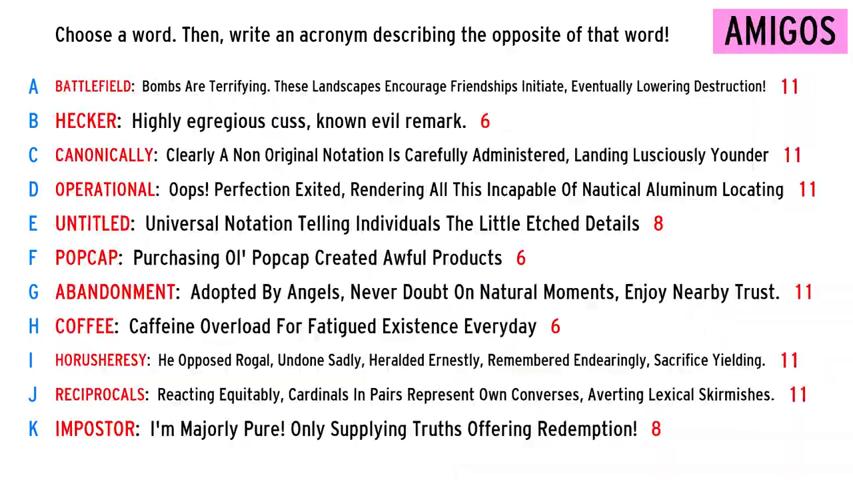 Choose a word. Then, write an acronym describing the opposite of that word!
AMIGOS
A BATTLEFIELD: Bombs Are Terrifying. These Landscapes Encourage Friendships Initiate, Eventually Lowering Destruction! 11
B HECKER: Highly egregious cuss, known evil remark. 6
C CANONICALLY: Clearly A Non Original Notation Is Carefully Administered, Landing Lusciously Younder 11
D OPERATIONAL: Oops! Perfection Exited, Rendering All This Incapable Of Nautical Aluminum Locating 11
E UNTITLED: Universal Notation Telling Individuals The Little Etched Details 8
F POPCAP: Purchasing Ol' Popcap Created Awful Products 6
G ABANDONMENT: Adopted By Angels, Never Doubt On Natural Moments, Enjoy Nearby Trust. 11
H COFFEE: Caffeine Overload For Fatigued Existence Everyday 6
I HORUSHERESY: He Opposed Rogal, Undone Sadly, Heralded Ernestly, Remembered Endearingly, Sacrifice Yielding. 11
J RECIPROCALS: Reacting Equitably, Cardinals In Pairs Represent Own Converses, Averting Lexical Skirmishes. 11
K IMPOSTOR: I'm Majorly Pure! Only Supplying Truths Offering Redemption! 8